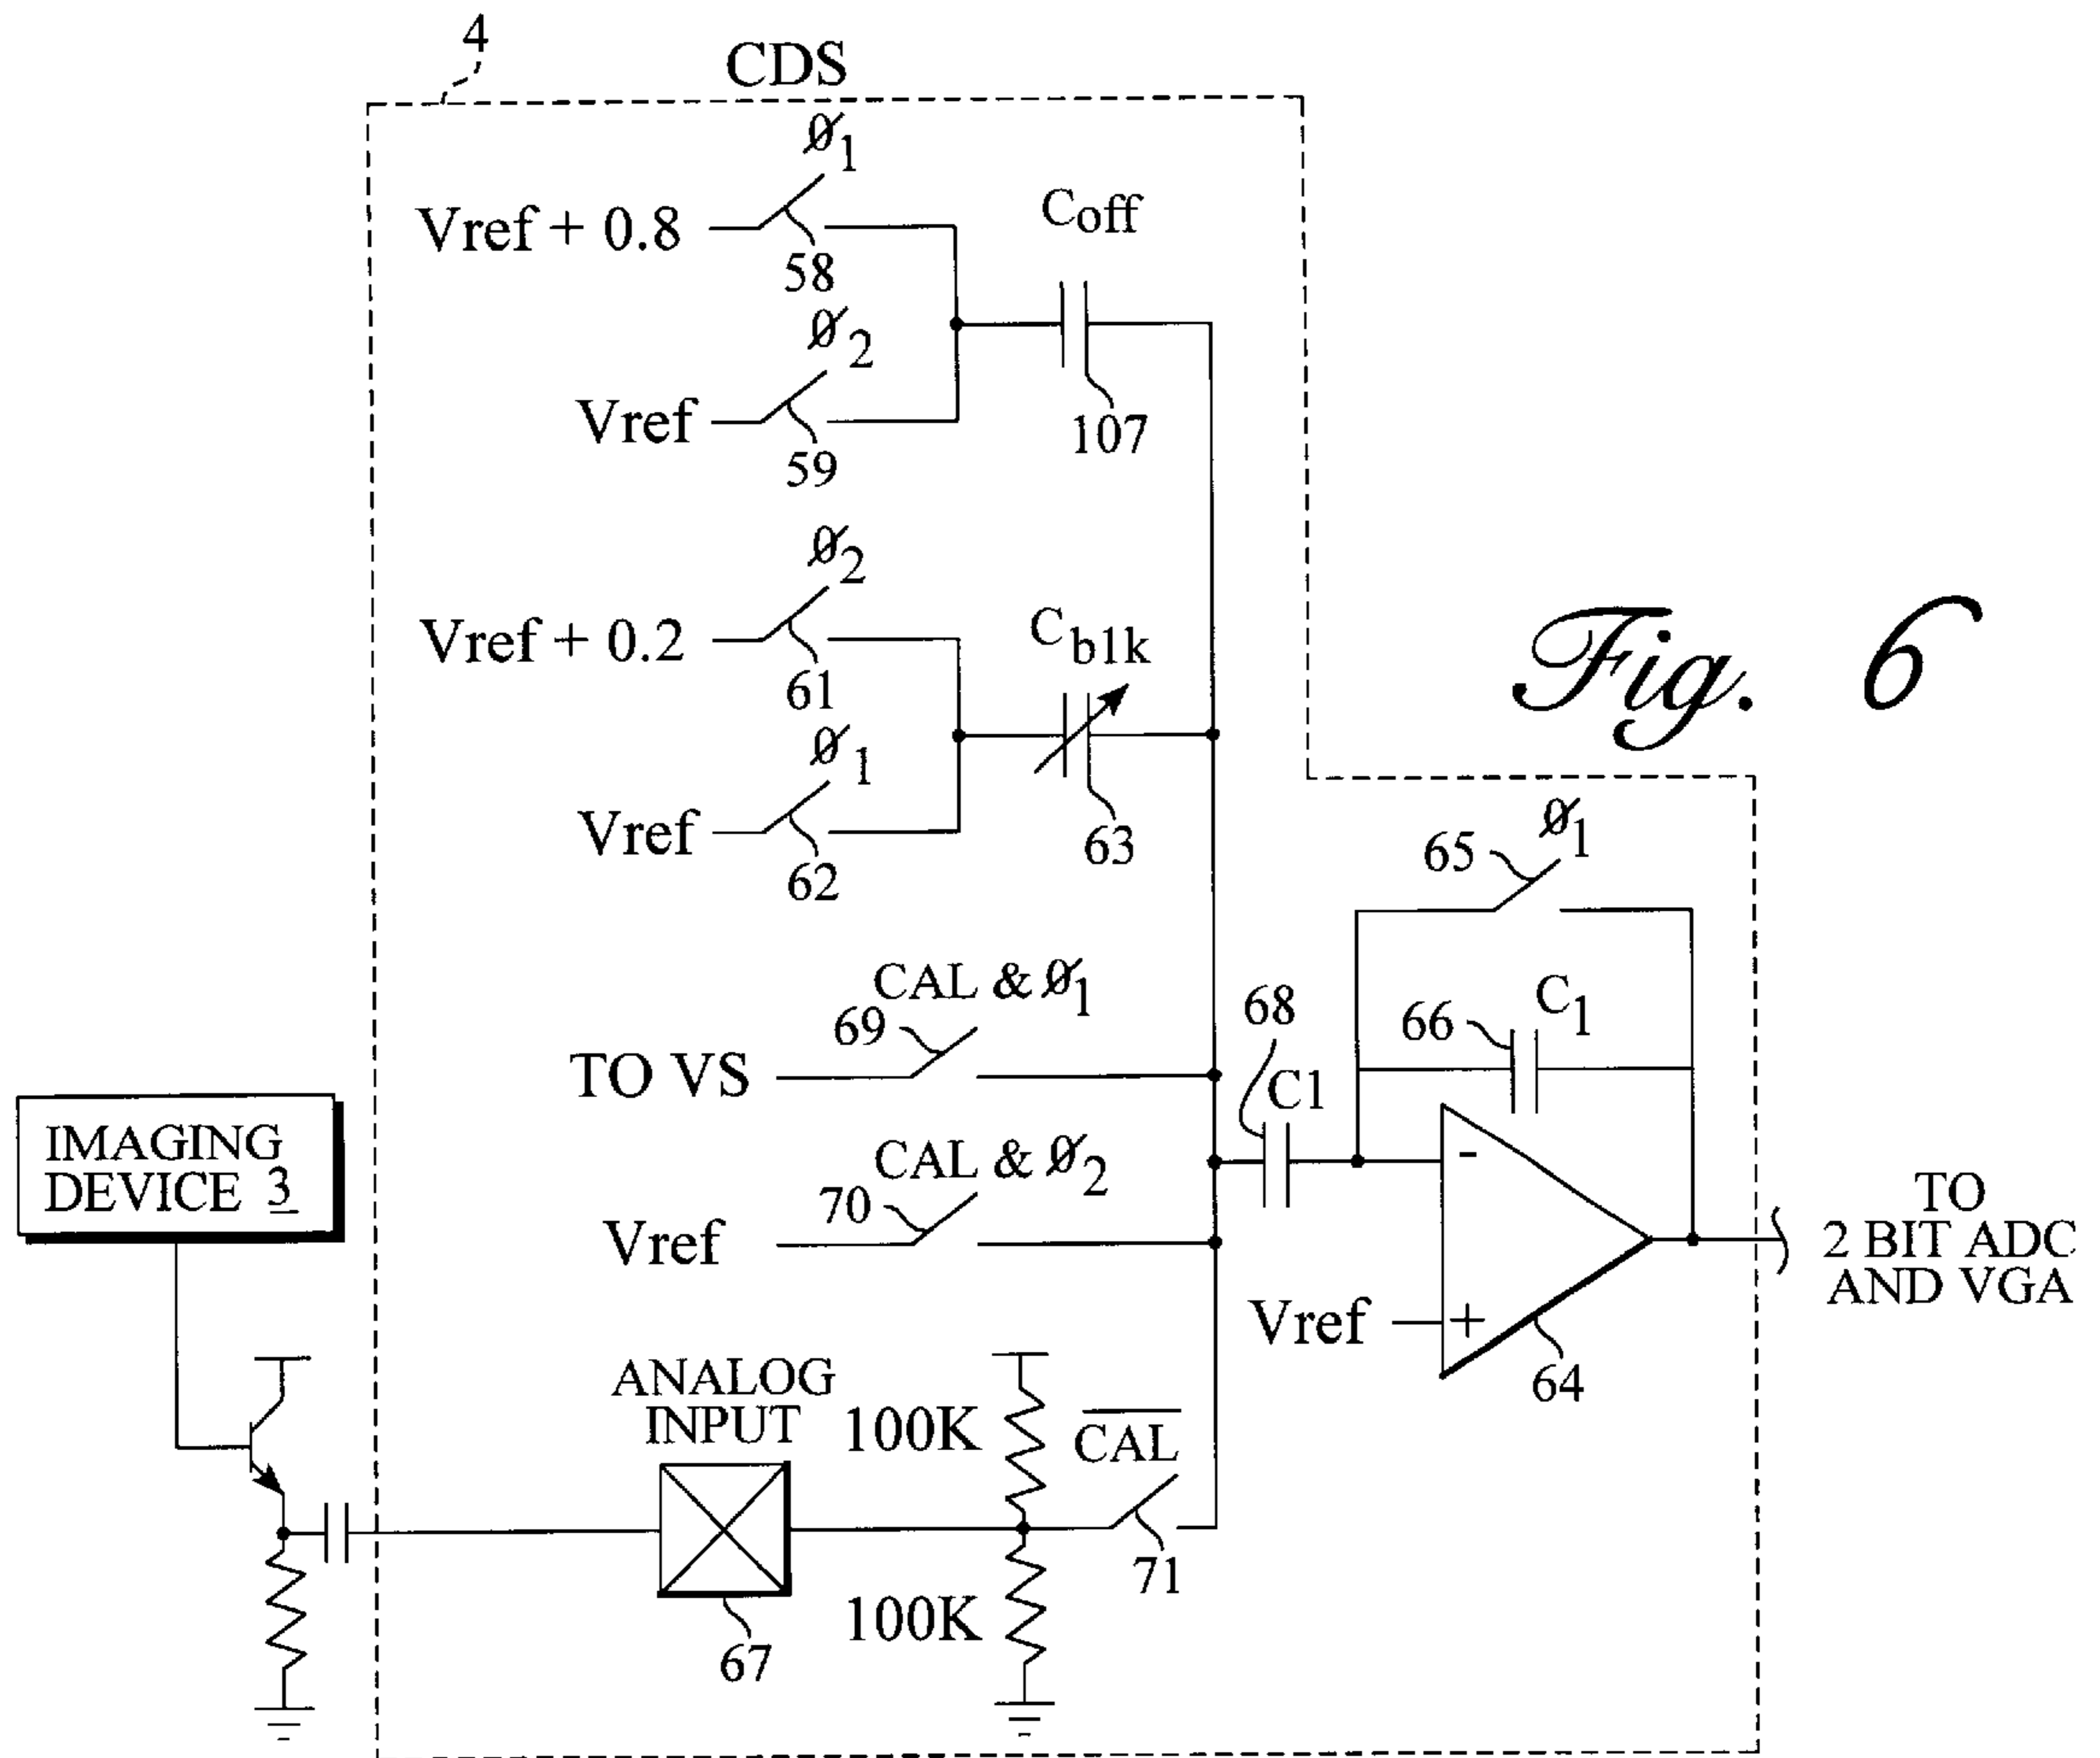 4
CDS
Ø1
Vref + 0.8
58
Coff
Ø2
Vref
59
107
Ø2
Vref + 0.2
61
Cb1k
Ø1
Vref
62
63
Fig. 6
65
Ø1
CAL & Ø1
69
TO VS
68
C1
66
C1
CAL & Ø2
70
Vref
-
IMAGING
DEVICE 3
Vref
+
64
TO
2 BIT ADC
AND VGA
ANALOG
INPUT
67
100K
100K
CAL
71